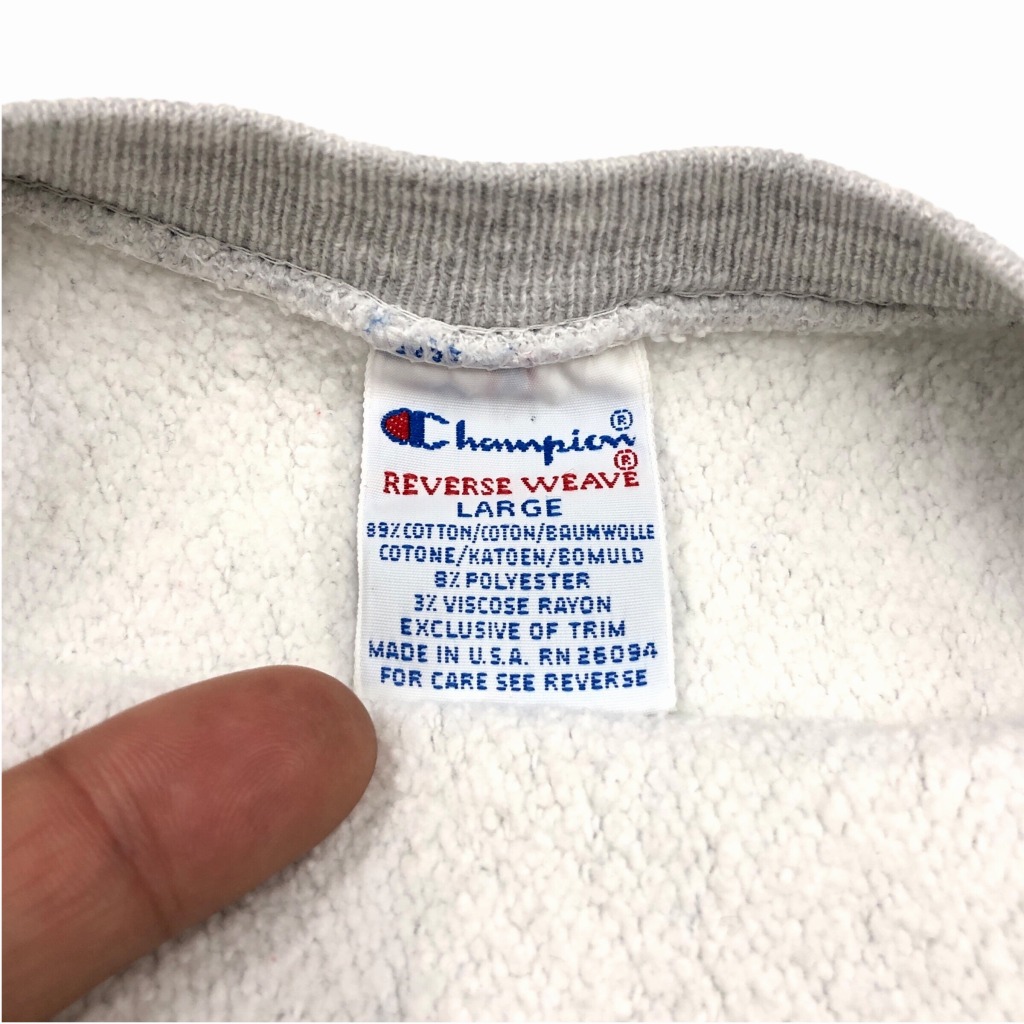 Champion®
REVERSE WEAVE®
LARGE
89% COTTON/COTON/BAUMWOLLE
COTONE/KATOEN/BOMULD
8% POLYESTER
3% VISCOSE RAYON
EXCLUSIVE OF TRIM
MADE IN U.S.A. RN 26094
FOR CARE SEE REVERSE